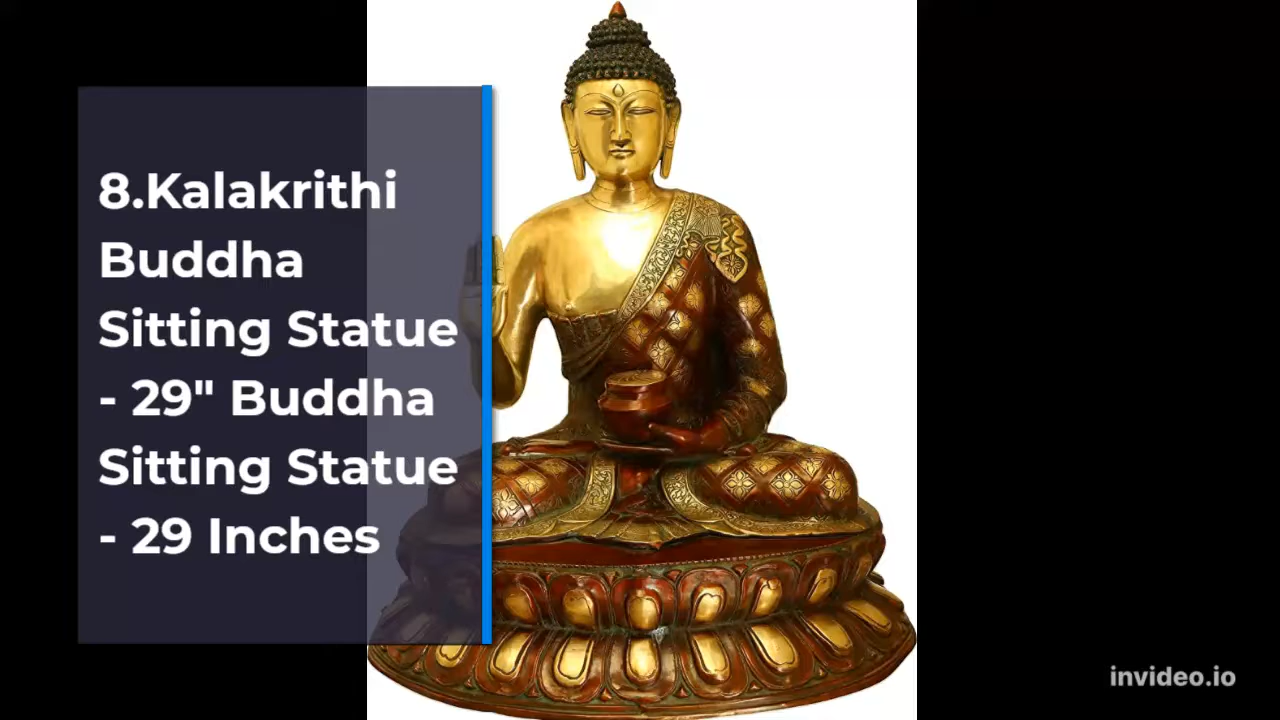 8.Kalakrithi
Buddha
Sitting Statue
- 29" Buddha
Sitting Statue
- 29 Inches
invideo.io